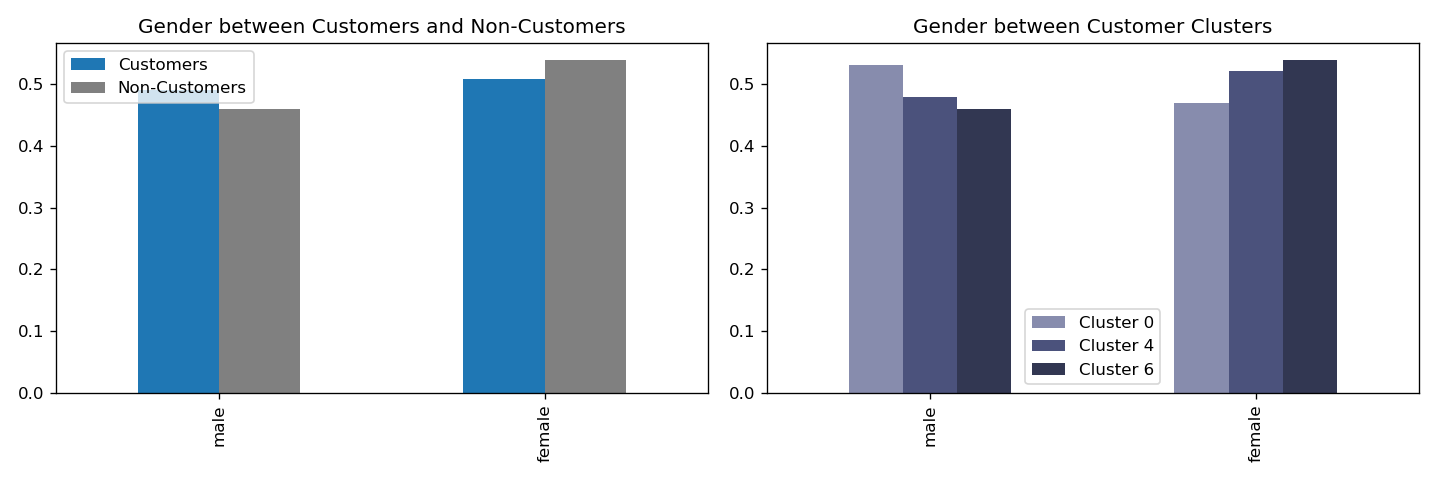 Gender between Customers and Non-Customers
Customers
Non-Customers
0.5
0.4
0.3
0.2
0.1
0.0
male
female
Gender between Customer Clusters
0.5
0.4
0.3
0.2
0.1
0.0
Cluster 0
Cluster 4
Cluster 6
male
female